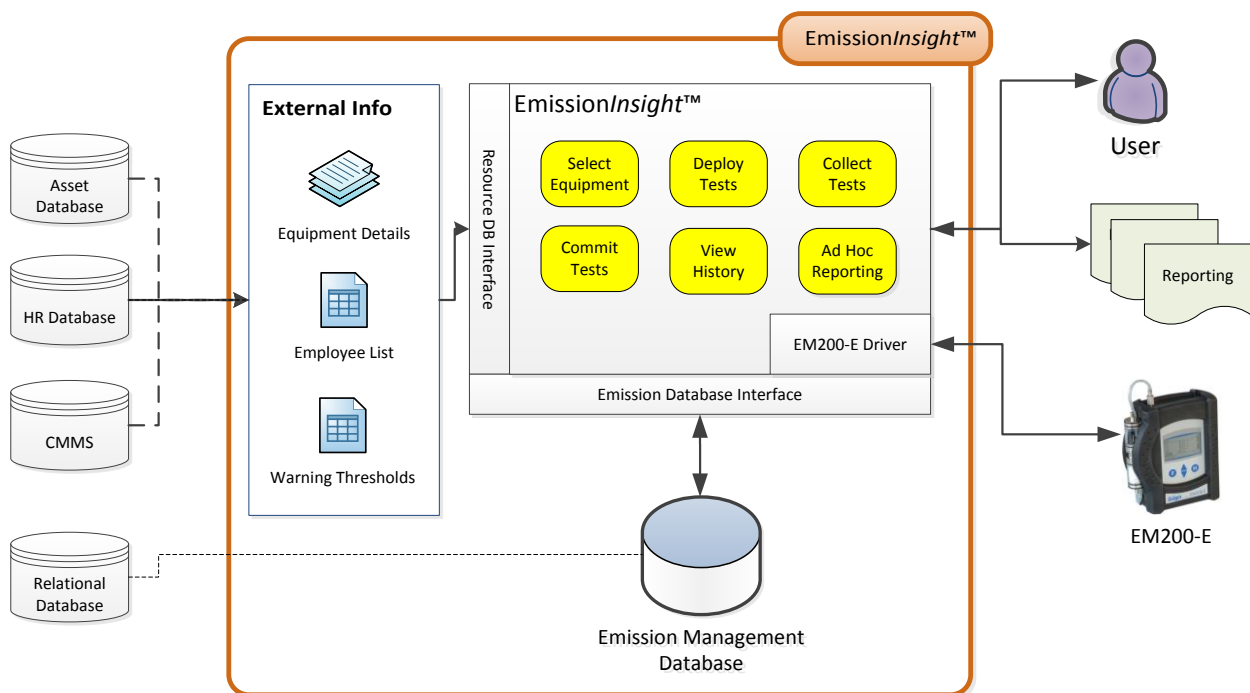 EmissionInsight™
External Info
Equipment Details
Employee List
Warning Thresholds
Asset
Database
HR Database
CMMS
Relational
Database
Resource DB Interface
EmissionInsight™
Select
Equipment
Deploy
Tests
Collect
Tests
Commit
Tests
View
History
Ad Hoc
Reporting
EM200-E Driver
Emission Database Interface
Emission Management
Database
User
Reporting
EM200-E